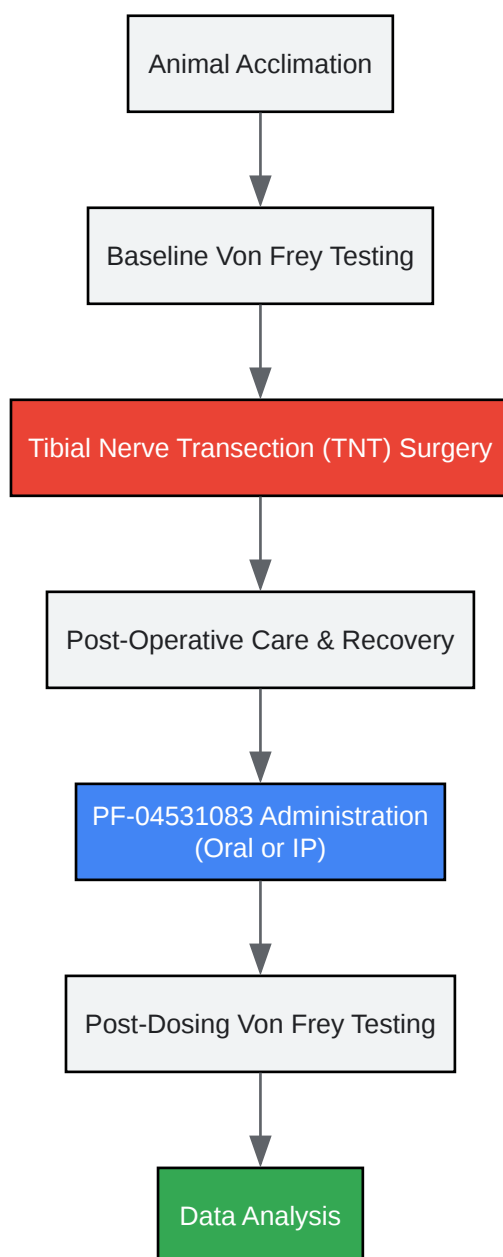 Animal Acclimation
Baseline Von Frey Testing
Tibial Nerve Transection (TNT) Surgery
Post-Operative Care & Recovery
PF-04531083 Administration
(Oral or IP)
Post-Dosing Von Frey Testing
Data Analysis